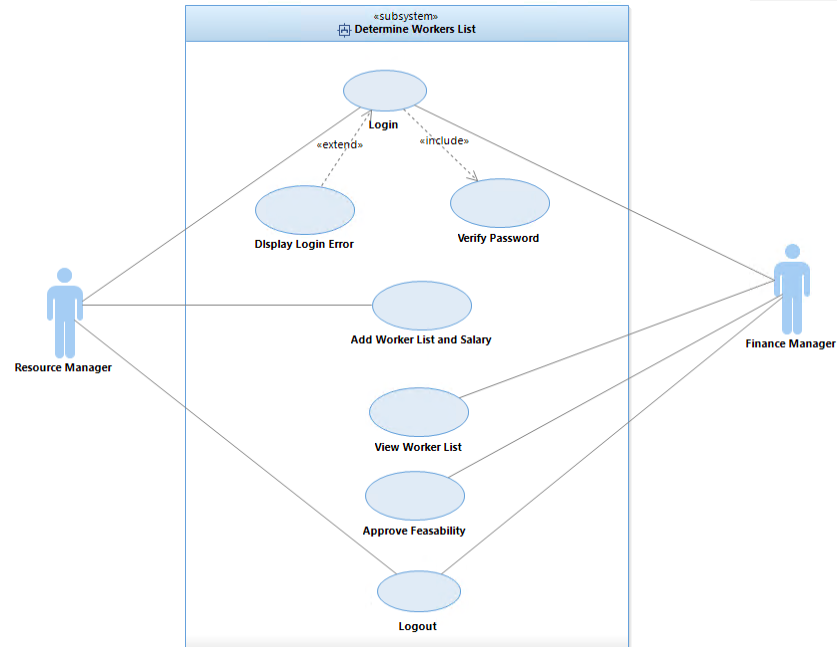 «subsystem»
Determine Workers List
Login
«extend»
«include»
DIsplay Login Error
Verify Password
Add Worker List and Salary
Resource Manager
Finance Manager
View Worker List
Approve Feasability
Logout